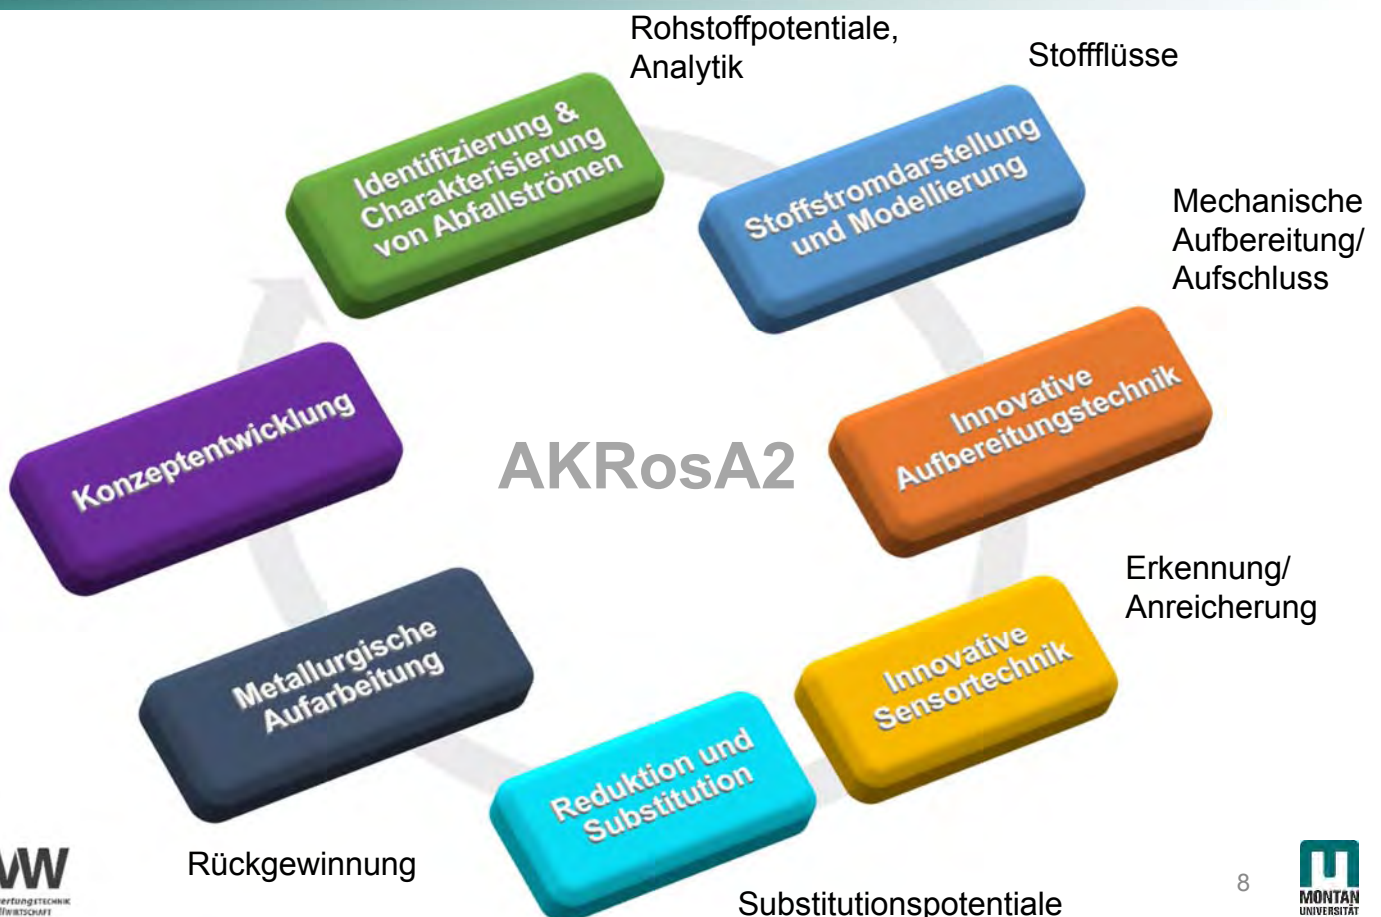 Rohstoffpotentiale,
Analytik
Stoffflüsse
Identifizierung &
Charakterisierung
von Abfallströmen
Stoffstromdarstellung
und Modellierung
Mechanische
Aufbereitung/
Aufschluss
Innovative
Aufbereitungstechnik
Konzeptentwicklung
AKRosA2
Erkennung/
Anreicherung
Innovative
Sensortechnik
Metallurgische
Aufarbeitung
Reduktion und
Substitution
Rückgewinnung
Substitutionspotentiale
8
MONTAN
UNIVERSITÄT